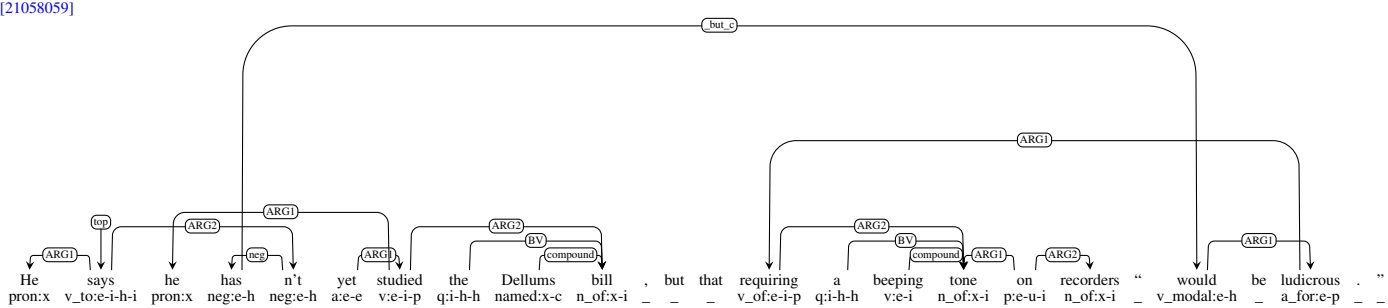 [21058059]
_but_c
ARG1
top ARG1
ARG2 ARG2 ARG2
BV BV
ARG1 neg ARG1 compound compound ARG1 ARG2 ARG1
He says he has n't yet studied the Dellums bill , but that requiring a beeping tone on recorders “ would be ludicrous . ”
pron:x v_to:e-i-h-i pron:x neg:e-h neg:e-h a:e-e v:e-i-p q:i-h-h named:x-c n_of:x-i _ _ _ v_of:e-i-p q:i-h-h v:e-i n_of:x-i p:e-u-i n_of:x-i _ v_modal:e-h _ a_for:e-p _ _